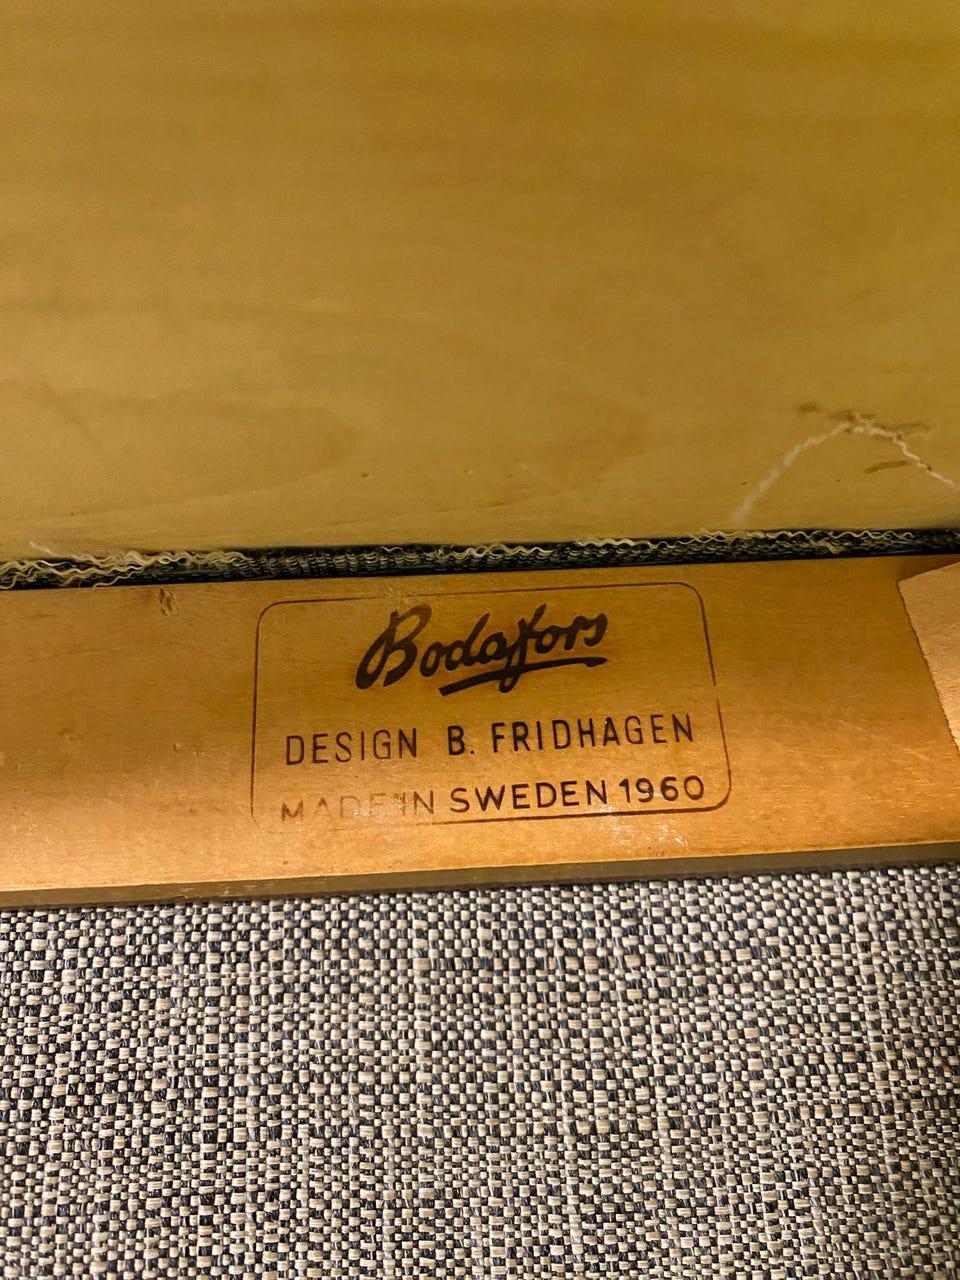 Bodafors
DESIGN B. FRIDHAGEN
MADE IN SWEDEN 1960